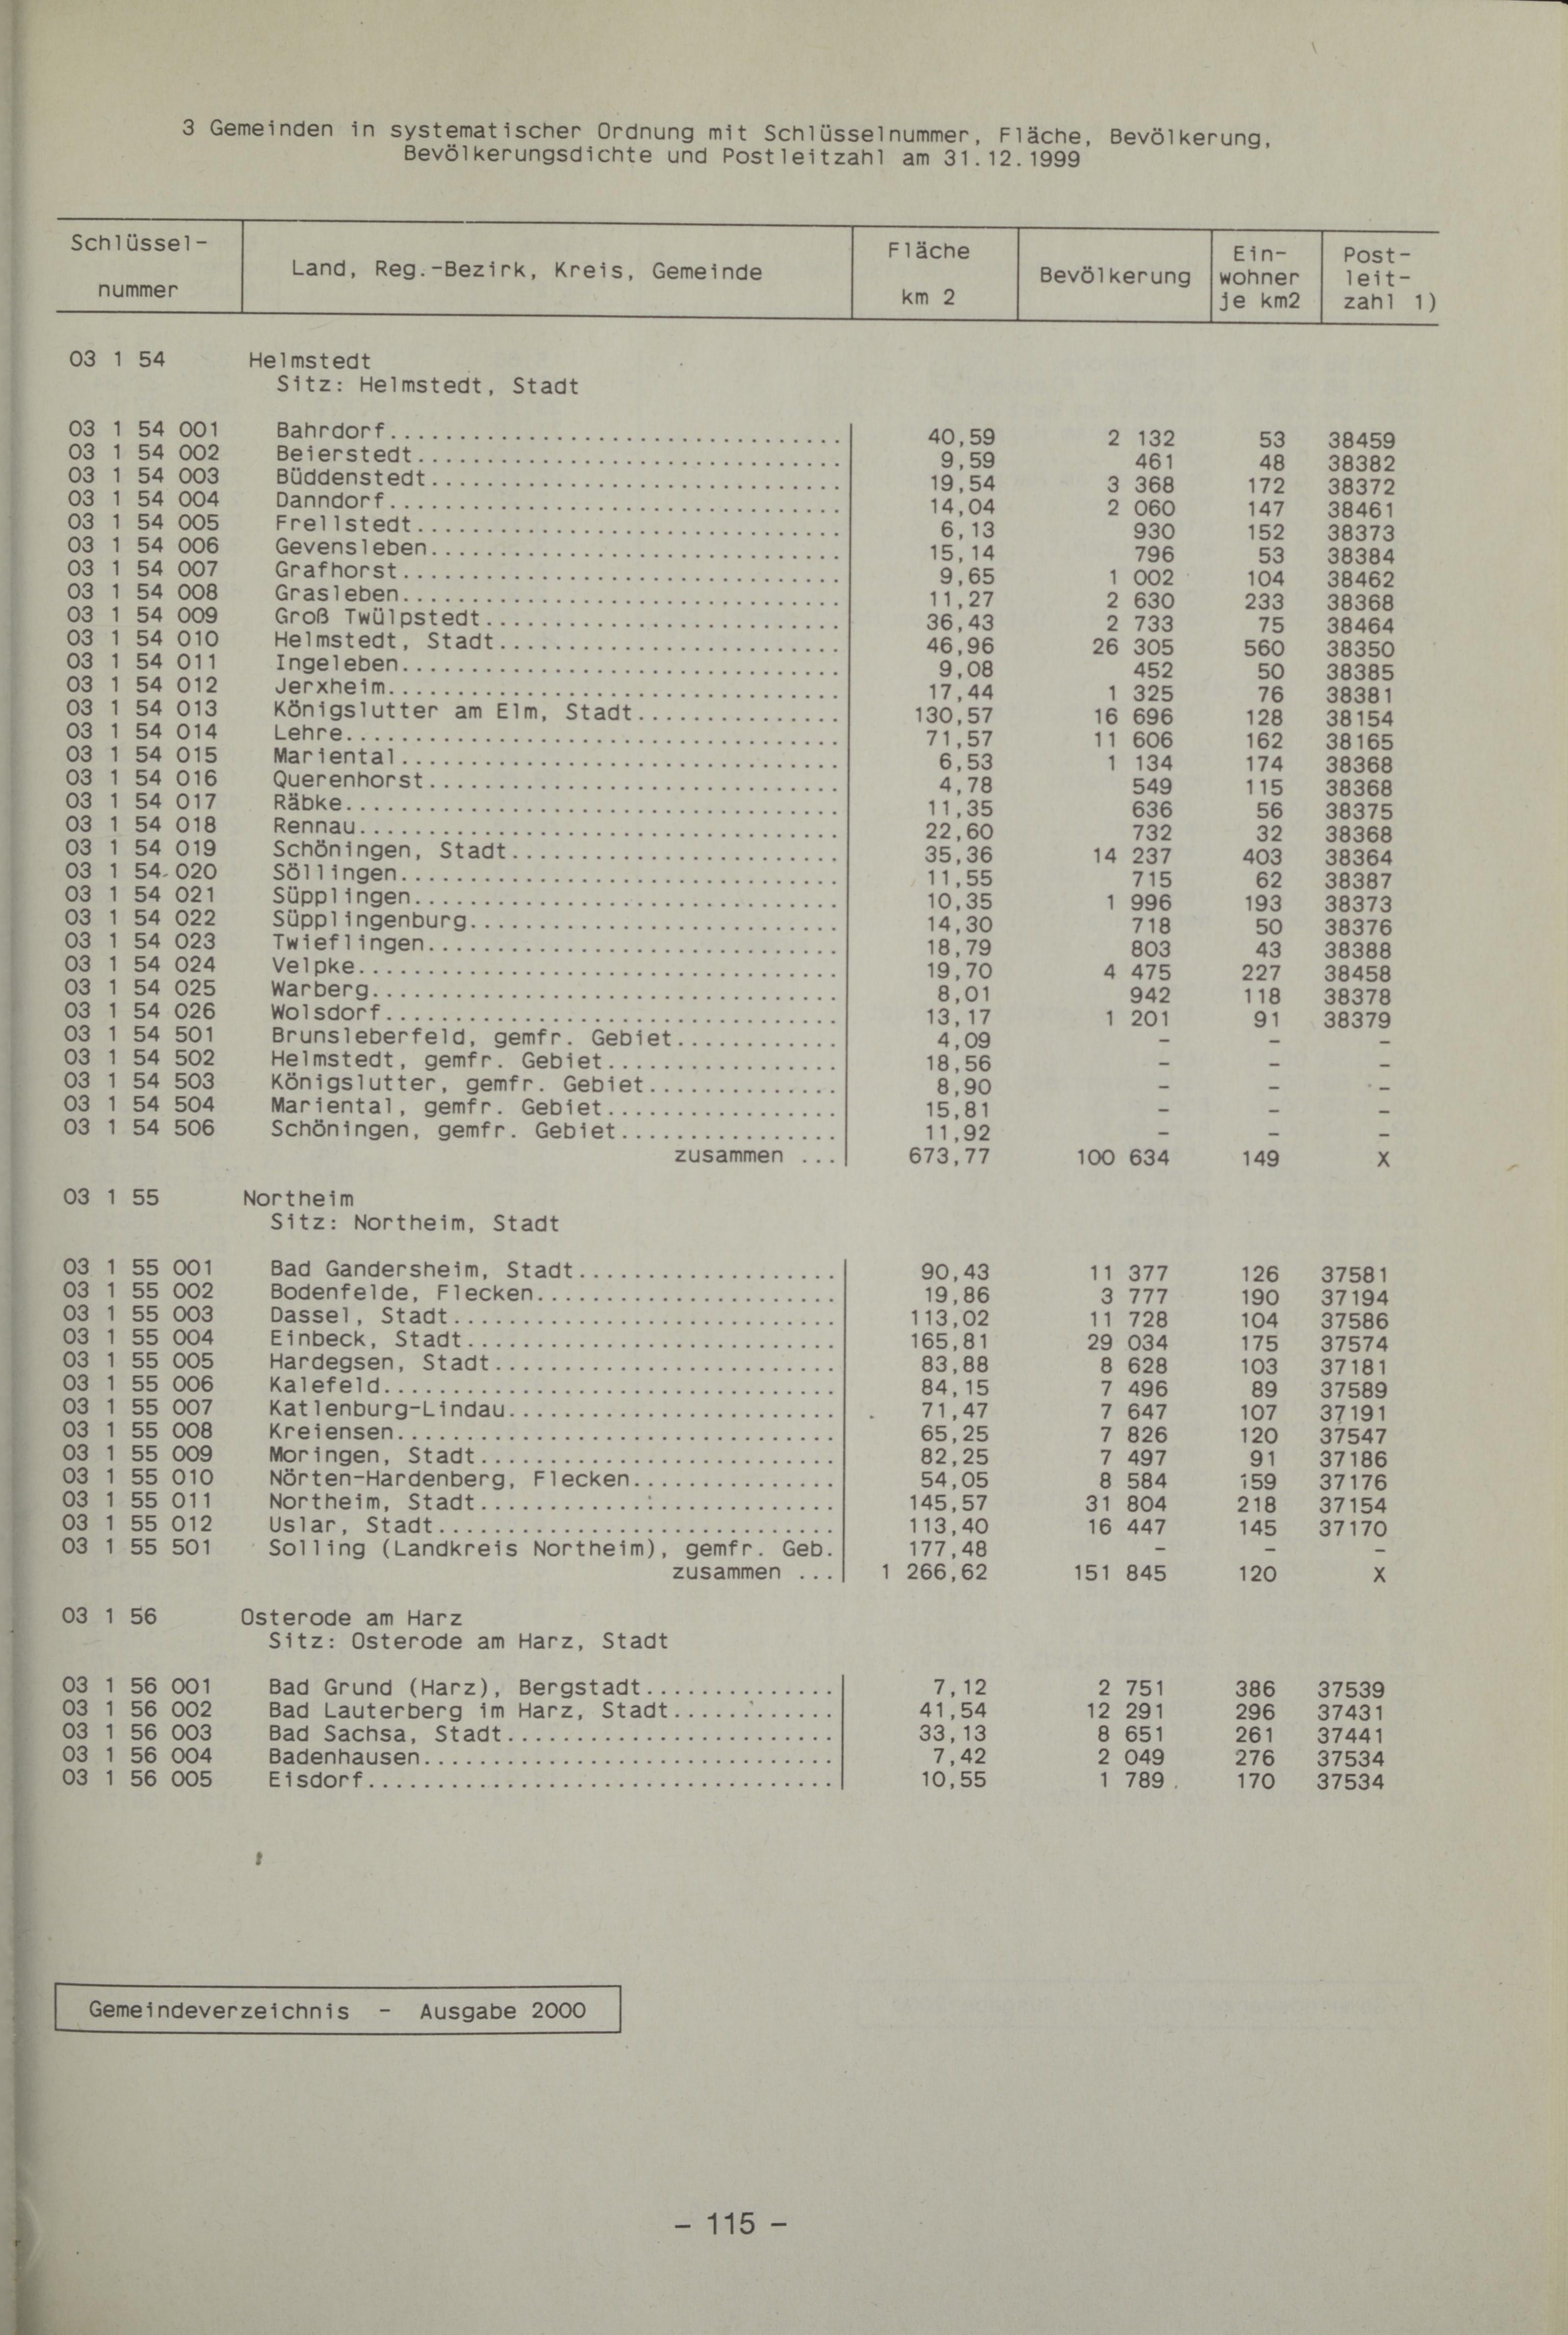 3 Gemeinden in systematischer Ordnung mit Schlüsselnummer, Fläche, Bevölkerung,
Bevölkerungsdichte und Postleitzahl am 31.12.1999
Schlüssel-
nummer
Land, Reg.-Bezirk, Kreis, Gemeinde
Fläche
km 2
Bevölkerung
Ein-
wohner
je km2
Post-
leit-
zahl 1)
03 1 54 Helmstedt
Sitz: Helmstedt, Stadt
03 1 54 001 Bahrdorf................................. 40,59 2 132 53 38459
03 1 54 002 Beierstedt............................... 9,59 461 48 38382
03 1 54 003 Büddenstedt.............................. 19,54 3 368 172 38372
03 1 54 004 Danndorf................................. 14,04 2 060 147 38461
03 1 54 005 Frellstedt............................... 6,13 930 152 38373
03 1 54 006 Gevensleben.............................. 15,14 796 53 38384
03 1 54 007 Grafhorst................................ 9,65 1 002 104 38462
03 1 54 008 Grasleben................................ 11,27 2 630 233 38368
03 1 54 009 Groß Twülpstedt.......................... 36,43 2 733 75 38464
03 1 54 010 Helmstedt, Stadt......................... 46,96 26 305 560 38350
03 1 54 011 Ingeleben................................ 9,08 452 50 38385
03 1 54 012 Jerxheim................................. 17,44 1 325 76 38381
03 1 54 013 Königslutter am Elm, Stadt............... 130,57 16 696 128 38154
03 1 54 014 Lehre.................................... 71,57 11 606 162 38165
03 1 54 015 Mariental................................ 6,53 1 134 174 38368
03 1 54 016 Querenhorst.............................. 4,78 549 115 38368
03 1 54 017 Räbke.................................... 11,35 636 56 38375
03 1 54 018 Rennau................................... 22,60 732 32 38368
03 1 54 019 Schöningen, Stadt........................ 35,36 14 237 403 38364
03 1 54 020 Söllingen................................ 11,55 715 62 38387
03 1 54 021 Süpplingen............................... 10,35 1 996 193 38373
03 1 54 022 Süpplingenburg........................... 14,30 718 50 38376
03 1 54 023 Twieflingen.............................. 18,79 803 43 38388
03 1 54 024 Velpke................................... 19,70 4 475 227 38458
03 1 54 025 Warberg.................................. 8,01 942 118 38378
03 1 54 026 Wolsdorf................................. 13,17 1 201 91 38379
03 1 54 501 Brunsleberfeld, gemfr. Gebiet............ 4,09 - - -
03 1 54 502 Helmstedt, gemfr. Gebiet................. 18,56 - - -
03 1 54 503 Königslutter, gemfr. Gebiet.............. 8,90 - - -
03 1 54 504 Mariental, gemfr. Gebiet................. 15,81 - - -
03 1 54 506 Schöningen, gemfr. Gebiet................ 11,92 - - -
zusammen ... 673,77 100 634 149 X
03 1 55 Northeim
Sitz: Northeim, Stadt
03 1 55 001 Bad Gandersheim, Stadt................... 90,43 11 377 126 37581
03 1 55 002 Bodenfelde, Flecken...................... 19,86 3 777 190 37194
03 1 55 003 Dassel, Stadt............................ 113,02 11 728 104 37586
03 1 55 004 Einbeck, Stadt........................... 165,81 29 034 175 37574
03 1 55 005 Hardegsen, Stadt......................... 83,88 8 628 103 37181
03 1 55 006 Kalefeld................................. 84,15 7 496 89 37589
03 1 55 007 Katlenburg-Lindau........................ 71,47 7 647 107 37191
03 1 55 008 Kreiensen................................ 65,25 7 826 120 37547
03 1 55 009 Moringen, Stadt.......................... 82,25 7 497 91 37186
03 1 55 010 Nörten-Hardenberg, Flecken............... 54,05 8 584 159 37176
03 1 55 011 Northeim, Stadt.......................... 145,57 31 804 218 37154
03 1 55 012 Uslar, Stadt............................. 113,40 16 447 145 37170
03 1 55 501 Solling (Landkreis Northeim), gemfr. Geb. 177,48 - - -
zusammen ... 1 266,62 151 845 120 X
03 1 56 Osterode am Harz
Sitz: Osterode am Harz, Stadt
03 1 56 001 Bad Grund (Harz), Bergstadt.............. 7,12 2 751 386 37539
03 1 56 002 Bad Lauterberg im Harz, Stadt............ 41,54 12 291 296 37431
03 1 56 003 Bad Sachsa, Stadt........................ 33,13 8 651 261 37441
03 1 56 004 Badenhausen.............................. 7,42 2 049 276 37534
03 1 56 005 Eisdorf.................................. 10,55 1 789 170 37534
Gemeindeverzeichnis - Ausgabe 2000
- 115 -